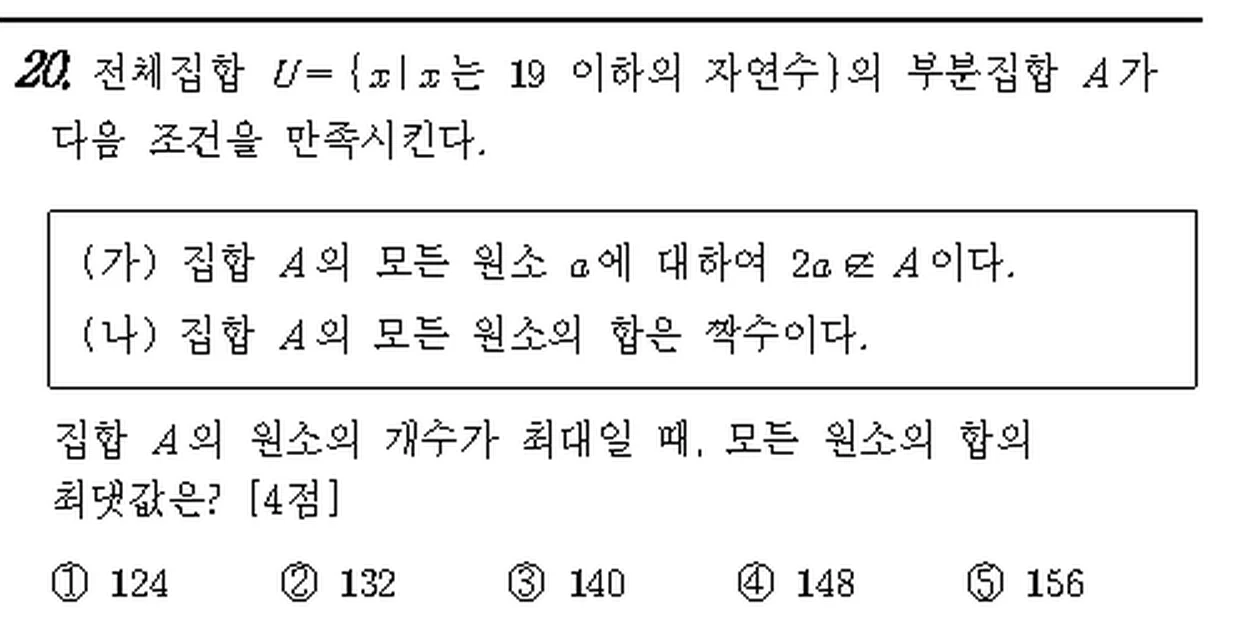 20. 전체집합 U={x|x는 19 이하의 자연수}의 부분집합 A가
다음 조건을 만족시킨다.
(가) 집합 A의 모든 원소 a에 대하여 2a∉A이다.
(나) 집합 A의 모든 원소의 합은 짝수이다.
집합 A의 원소의 개수가 최대일 때, 모든 원소의 합의
최댓값은? [4점]
① 124 ② 132 ③ 140 ④ 148 ⑤ 156